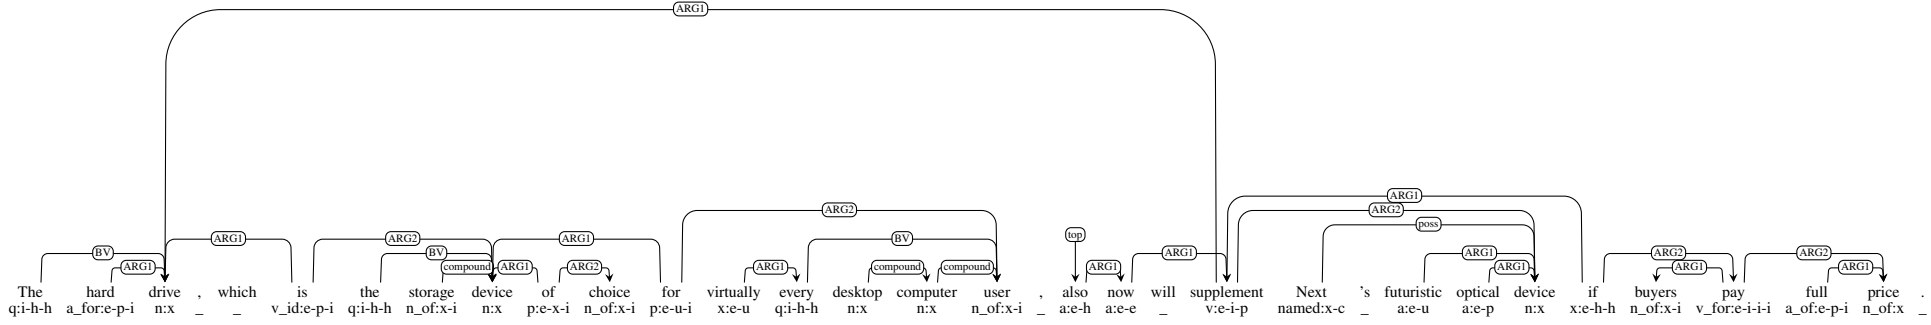 ARG1
ARG1 ARG2 poss
ARG2
BV ARG1 ARG2 BV ARG1 BV top ARG1 ARG1 ARG2 ARG2
ARG1 compound ARG1 ARG2 ARG1 compound compound ARG1 ARG1 ARG1 ARG1
The hard drive , which is the storage device of choice for virtually every desktop computer user , also now will supplement Next 's futuristic optical device if buyers pay full price .
q:i-h-h a_for:e-p-i n:x _ _ v_id:e-p-i q:i-h-h n_of:x-i n:x p:e-x-i n_of:x-i p:e-u-i x:e-u q:i-h-h n:x n:x n_of:x-i _ a:e-h a:e-e _ v:e-i-p named:x-c _ a:e-u a:e-p n:x x:e-h-h n_of:x-i v_for:e-i-i-i a_of:e-p-i n_of:x _